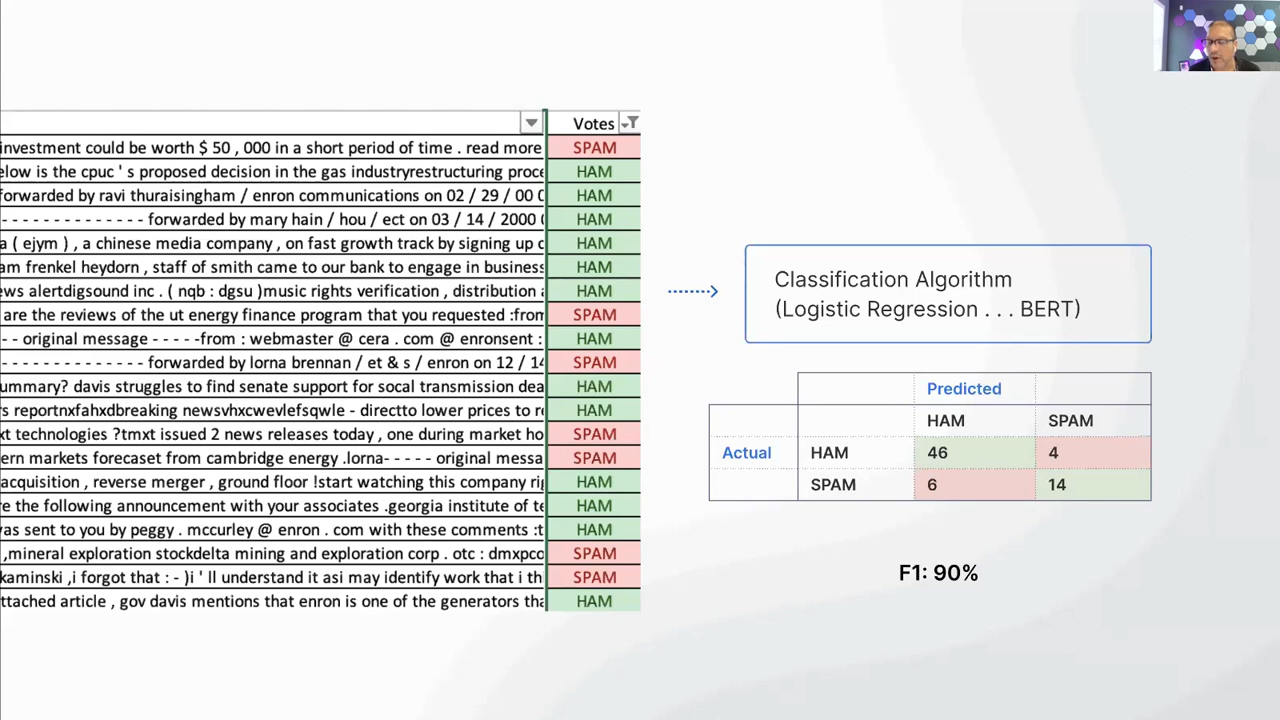 Votes
investment could be worth $ 50 , 000 in a short period of time . read more SPAM
elow is the cpuc ' s proposed decision in the gas industryrestructuring proce HAM
forwarded by ravi thuraisingham / enron communications on 02 / 29 / 00 0 HAM
- - - - - - - - - - - - - - forwarded by mary hain / hou / ect on 03 / 14 / 2000 0 HAM
a ( ejym ) , a chinese media company , on fast growth track by signing up c HAM
am frenkel heydorn , staff of smith came to our bank to engage in business HAM
ews alertdigsound inc . ( nqb : dgsu )music rights verification , distribution a HAM
are the reviews of the ut energy finance program that you requested :from SPAM
- - original message - - - - -from : webmaster @ cera . com @ enronsent : HAM
- - - - - - - - - - - - - - forwarded by lorna brennan / et & s / enron on 12 / 14 SPAM
ummary? davis struggles to find senate support for socal transmission dea HAM
rs reportnxfahxdbreaking newsvhxcwevlefsqwle - directto lower prices to re HAM
xt technologies ?tmxt issued 2 news releases today , one during market ho SPAM
ern markets forecaset from cambridge energy .lorna- - - - - original messa SPAM
acquisition , reverse merger , ground floor !start watching this company rig HAM
re the following announcement with your associates .georgia institute of te HAM
was sent to you by peggy . mccurley @ enron . com with these comments :t HAM
,mineral exploration stockdelta mining and exploration corp . otc : dmxpco SPAM
kaminski ,i forgot that : - )i ' ll understand it asi may identify work that i th SPAM
ttached article , gov davis mentions that enron is one of the generators tha HAM
Classification Algorithm
(Logistic Regression . . . BERT)
Predicted
HAM SPAM
Actual HAM 46 4
SPAM 6 14
F1: 90%